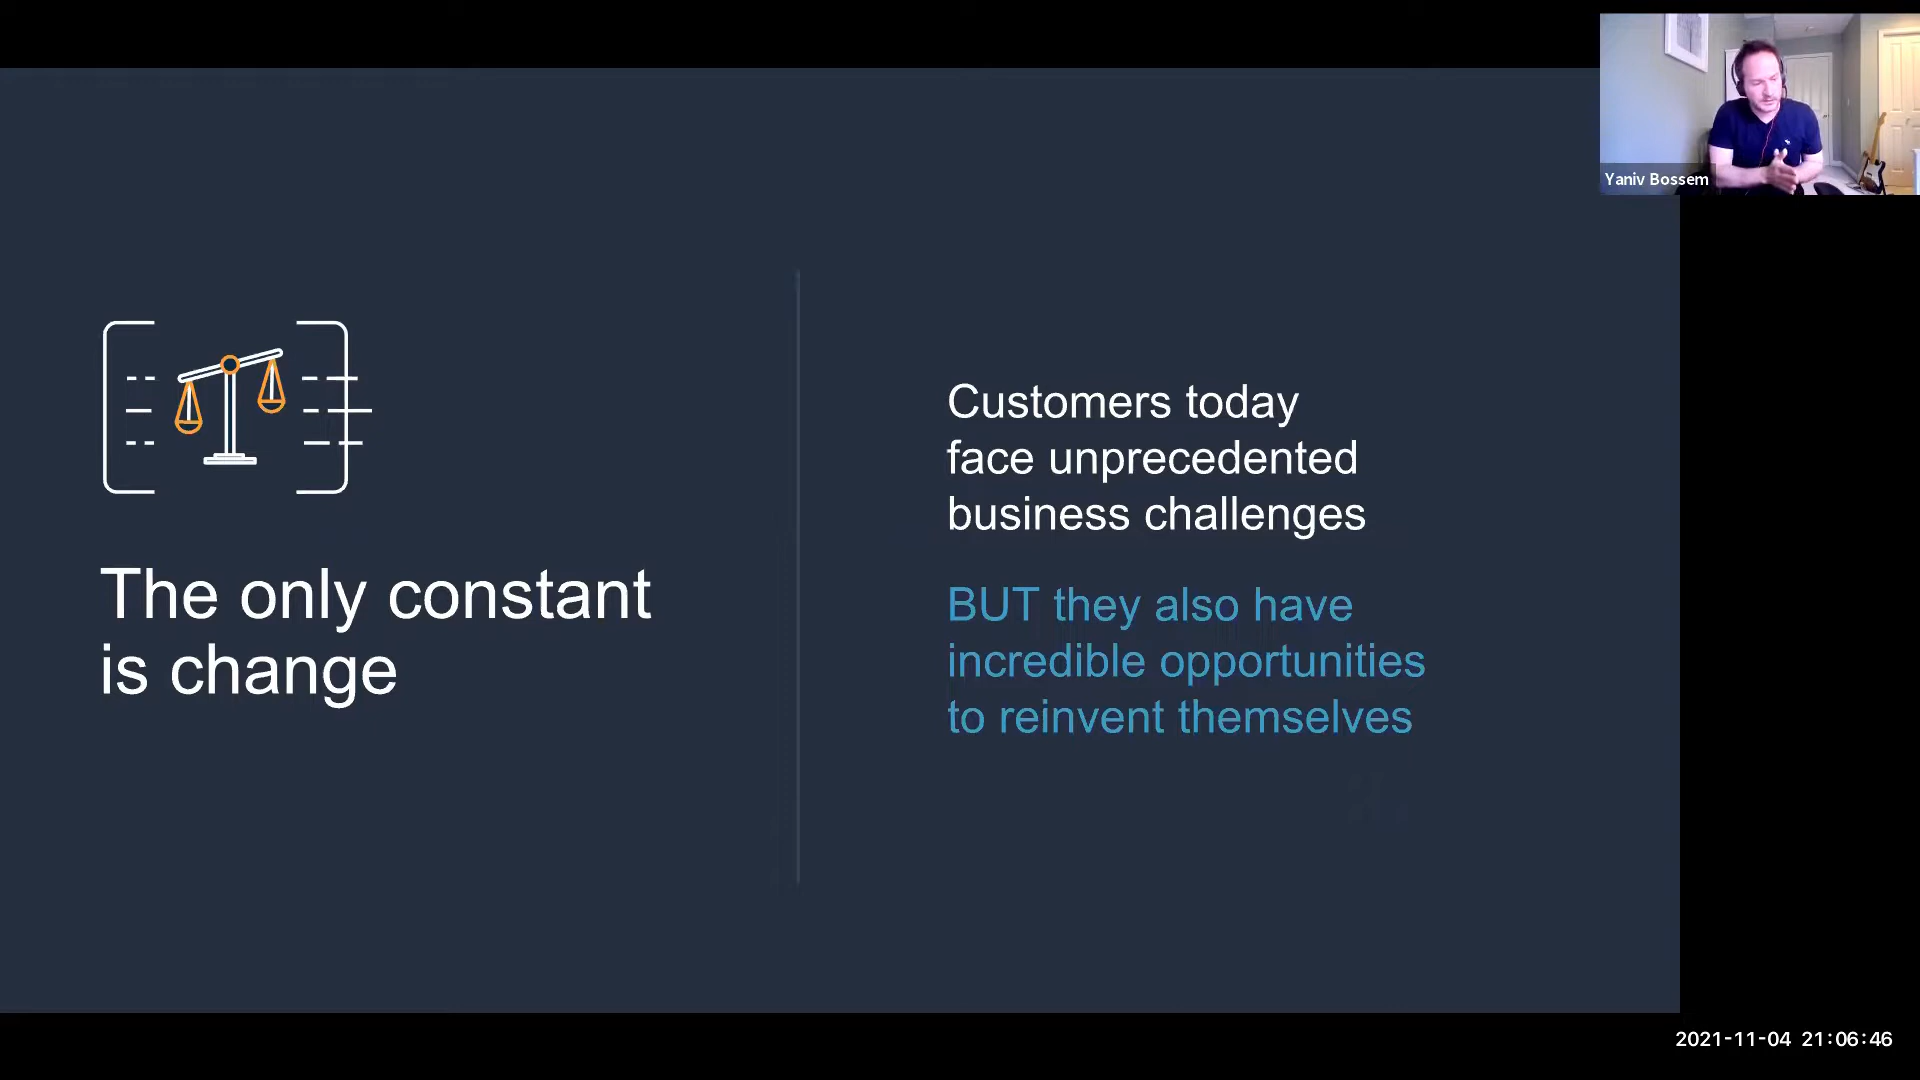 Yaniv Bossem
The only constant
is change
Customers today
face unprecedented
business challenges
BUT they also have
incredible opportunities
to reinvent themselves
2021-11-04 21:06:46